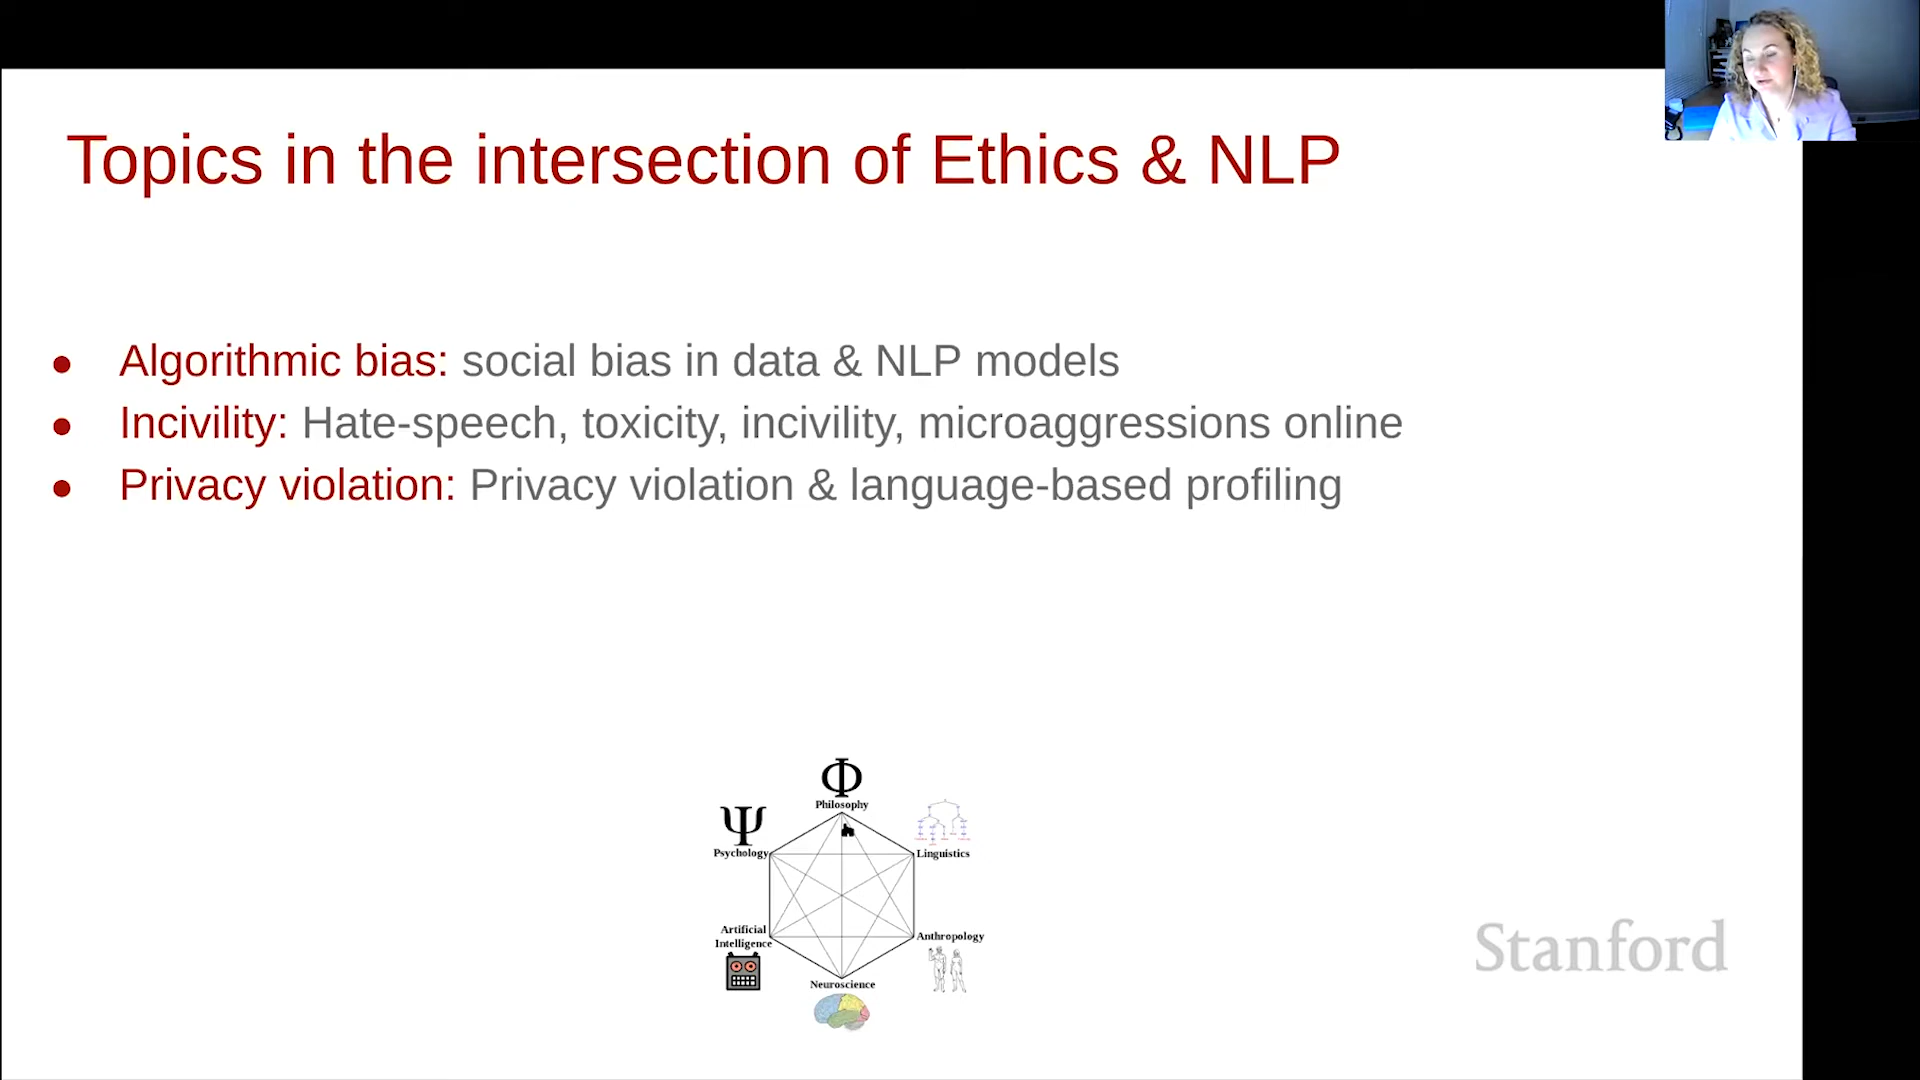 Topics in the intersection of Ethics & NLP
● Algorithmic bias: social bias in data & NLP models
● Incivility: Hate-speech, toxicity, incivility, microaggressions online
● Privacy violation: Privacy violation & language-based profiling
Φ
Philosophy
Ψ
Psychology
Linguistics
Artificial
Intelligence
Anthropology
Neuroscience
Stanford